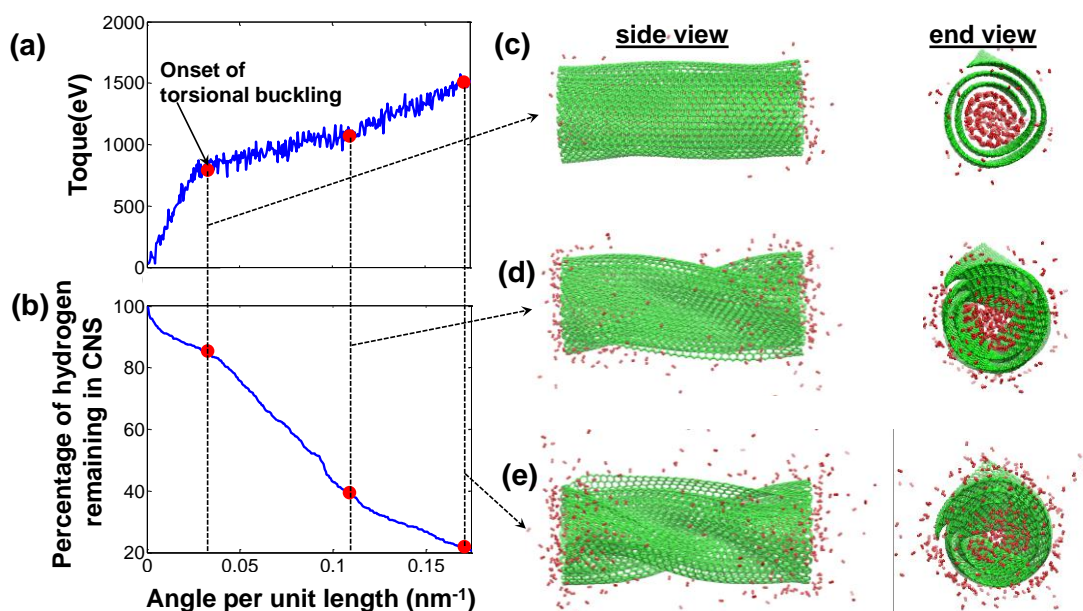 (a)
Toque(eV)
2000
1500
1000
500
0
Onset of
torsional buckling
(b)
Percentage of hydrogen
remaining in CNS
100
80
60
40
20
0
0.05
0.1
0.15
Angle per unit length (nm-1)
side view
end view
(c)
(d)
(e)